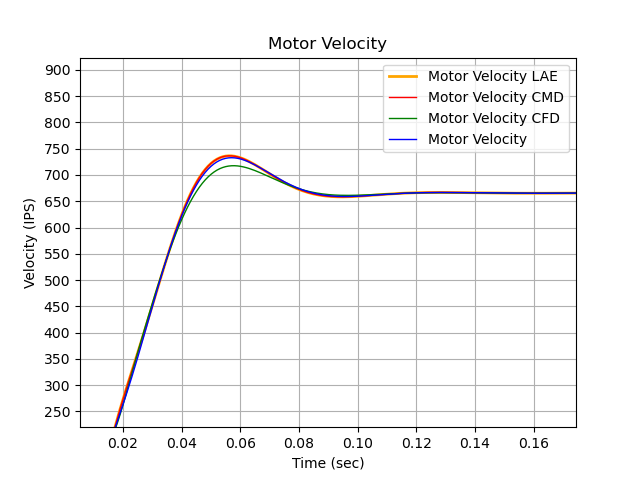 Motor Velocity
Motor Velocity LAE
Motor Velocity CMD
Motor Velocity CFD
Motor Velocity
Velocity (IPS)
900
850
800
750
700
650
600
550
500
450
400
350
300
250
0.02 0.04 0.06 0.08 0.10 0.12 0.14 0.16
Time (sec)